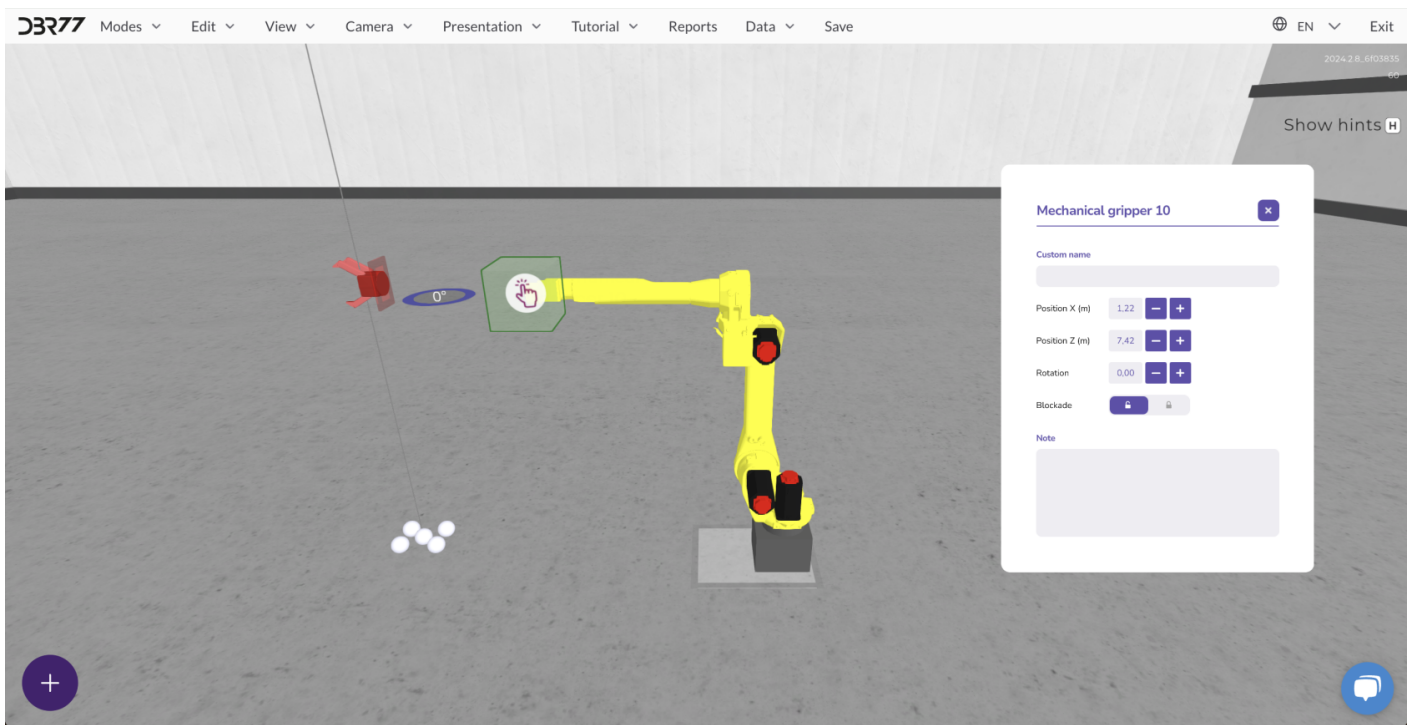 DBR77 Modes Edit View Camera Presentation Tutorial Reports Data Save EN Exit
2024.2.8_6f03835
60
Show hints H
Mechanical gripper 10
Custom name
Position X (m) 1,22 − +
Position Z (m) 7,42 − +
Rotation 0,00 − +
Blockade
Note
0°